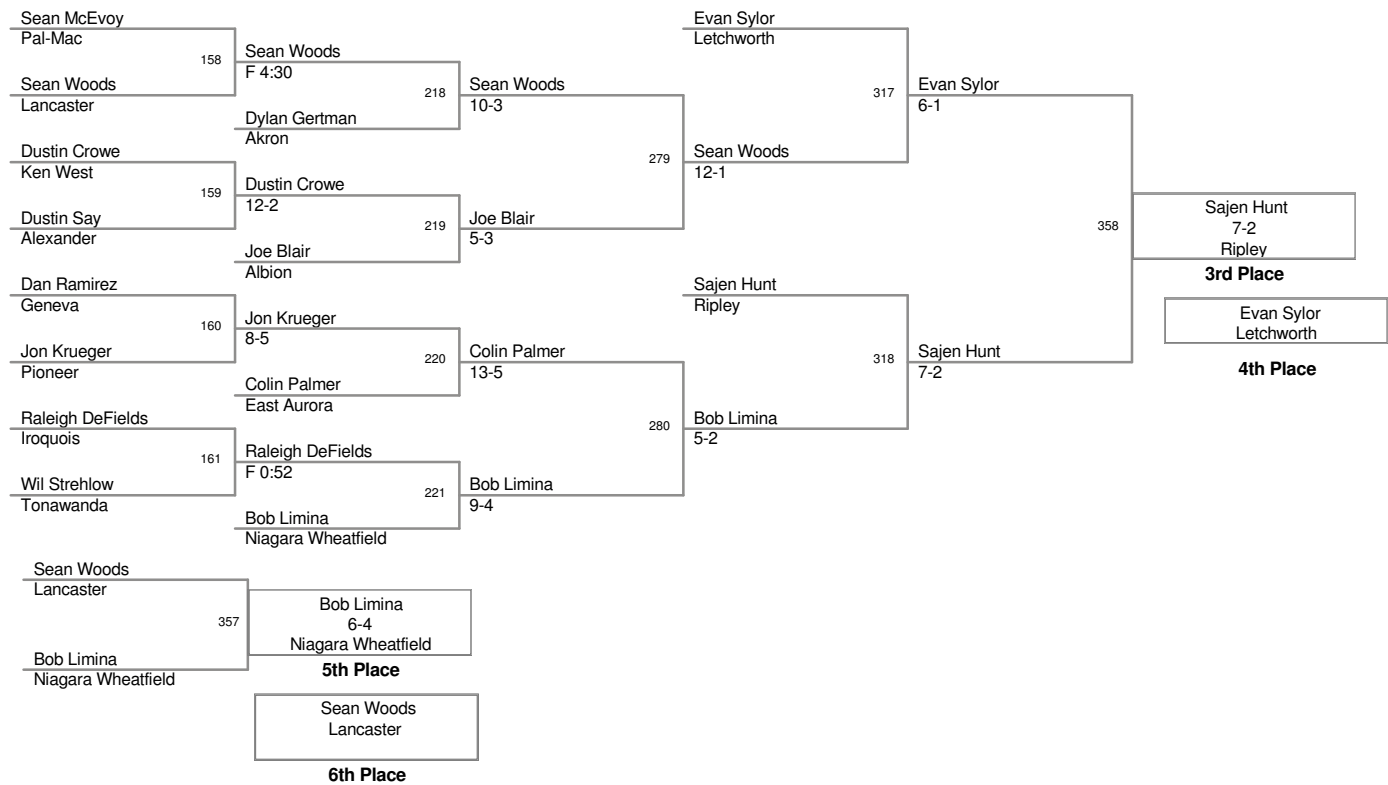 Sean McEvoy
Pal-Mac
158
Sean Woods
Lancaster
Sean Woods
F 4:30
218
Dylan Gertman
Akron
Sean Woods
10-3
Dustin Crowe
Ken West
159
Dustin Say
Alexander
Dustin Crowe
12-2
219
Joe Blair
Albion
Joe Blair
5-3
279
Sean Woods
12-1
Evan Sylor
Letchworth
317
Evan Sylor
6-1
Dan Ramirez
Geneva
160
Jon Krueger
Pioneer
Jon Krueger
8-5
220
Colin Palmer
East Aurora
Colin Palmer
13-5
Raleigh DeFields
Iroquois
161
Wil Strehlow
Tonawanda
Raleigh DeFields
F 0:52
221
Bob Limina
Niagara Wheatfield
Bob Limina
9-4
280
Bob Limina
5-2
Sajen Hunt
Ripley
318
Sajen Hunt
7-2
358
Sajen Hunt
7-2
Ripley
3rd Place
Evan Sylor
Letchworth
4th Place
Sean Woods
Lancaster
357
Bob Limina
Niagara Wheatfield
Bob Limina
6-4
Niagara Wheatfield
5th Place
Sean Woods
Lancaster
6th Place